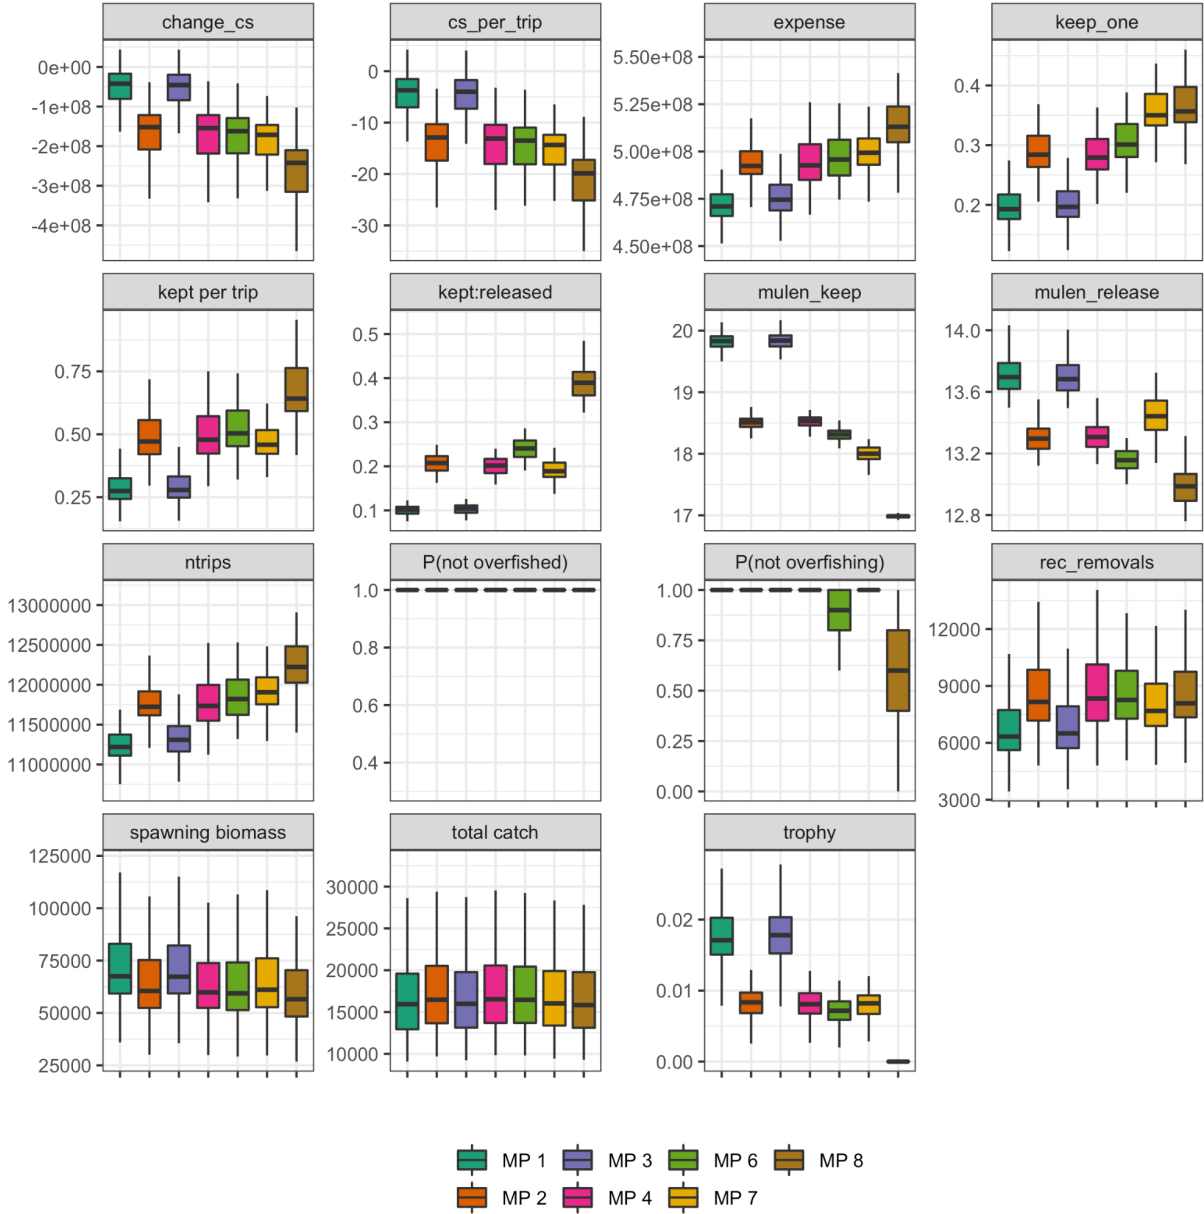 change_cs
cs_per_trip
expense
keep_one
0e+00
-1e+08
-2e+08
-3e+08
-4e+08
0
-10
-20
-30
5.50e+08
5.25e+08
5.00e+08
4.75e+08
4.50e+08
0.4
0.3
0.2
kept per trip
kept:released
mulen_keep
mulen_release
0.75
0.50
0.25
0.5
0.4
0.3
0.2
0.1
20
19
18
17
14.0
13.6
13.2
12.8
ntrips
P(not overfished)
P(not overfishing)
rec_removals
13000000
12500000
12000000
11500000
11000000
1.0
0.8
0.6
0.4
1.00
0.75
0.50
0.25
0.00
12000
9000
6000
3000
spawning biomass
total catch
trophy
125000
100000
75000
50000
25000
30000
25000
20000
15000
10000
0.02
0.01
0.00
MP 1
MP 3
MP 6
MP 8
MP 2
MP 4
MP 7